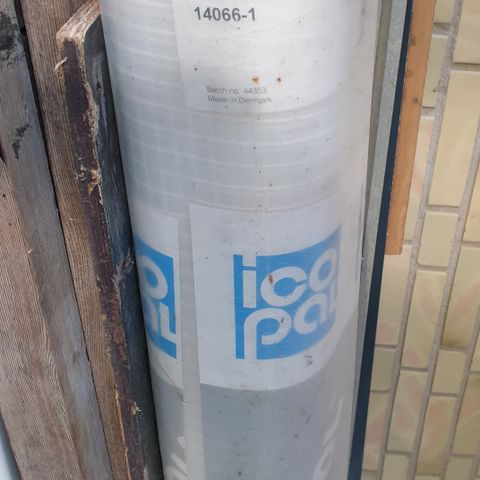 14066-1
Batch no. 44353
Made in Denmark
ico
pal